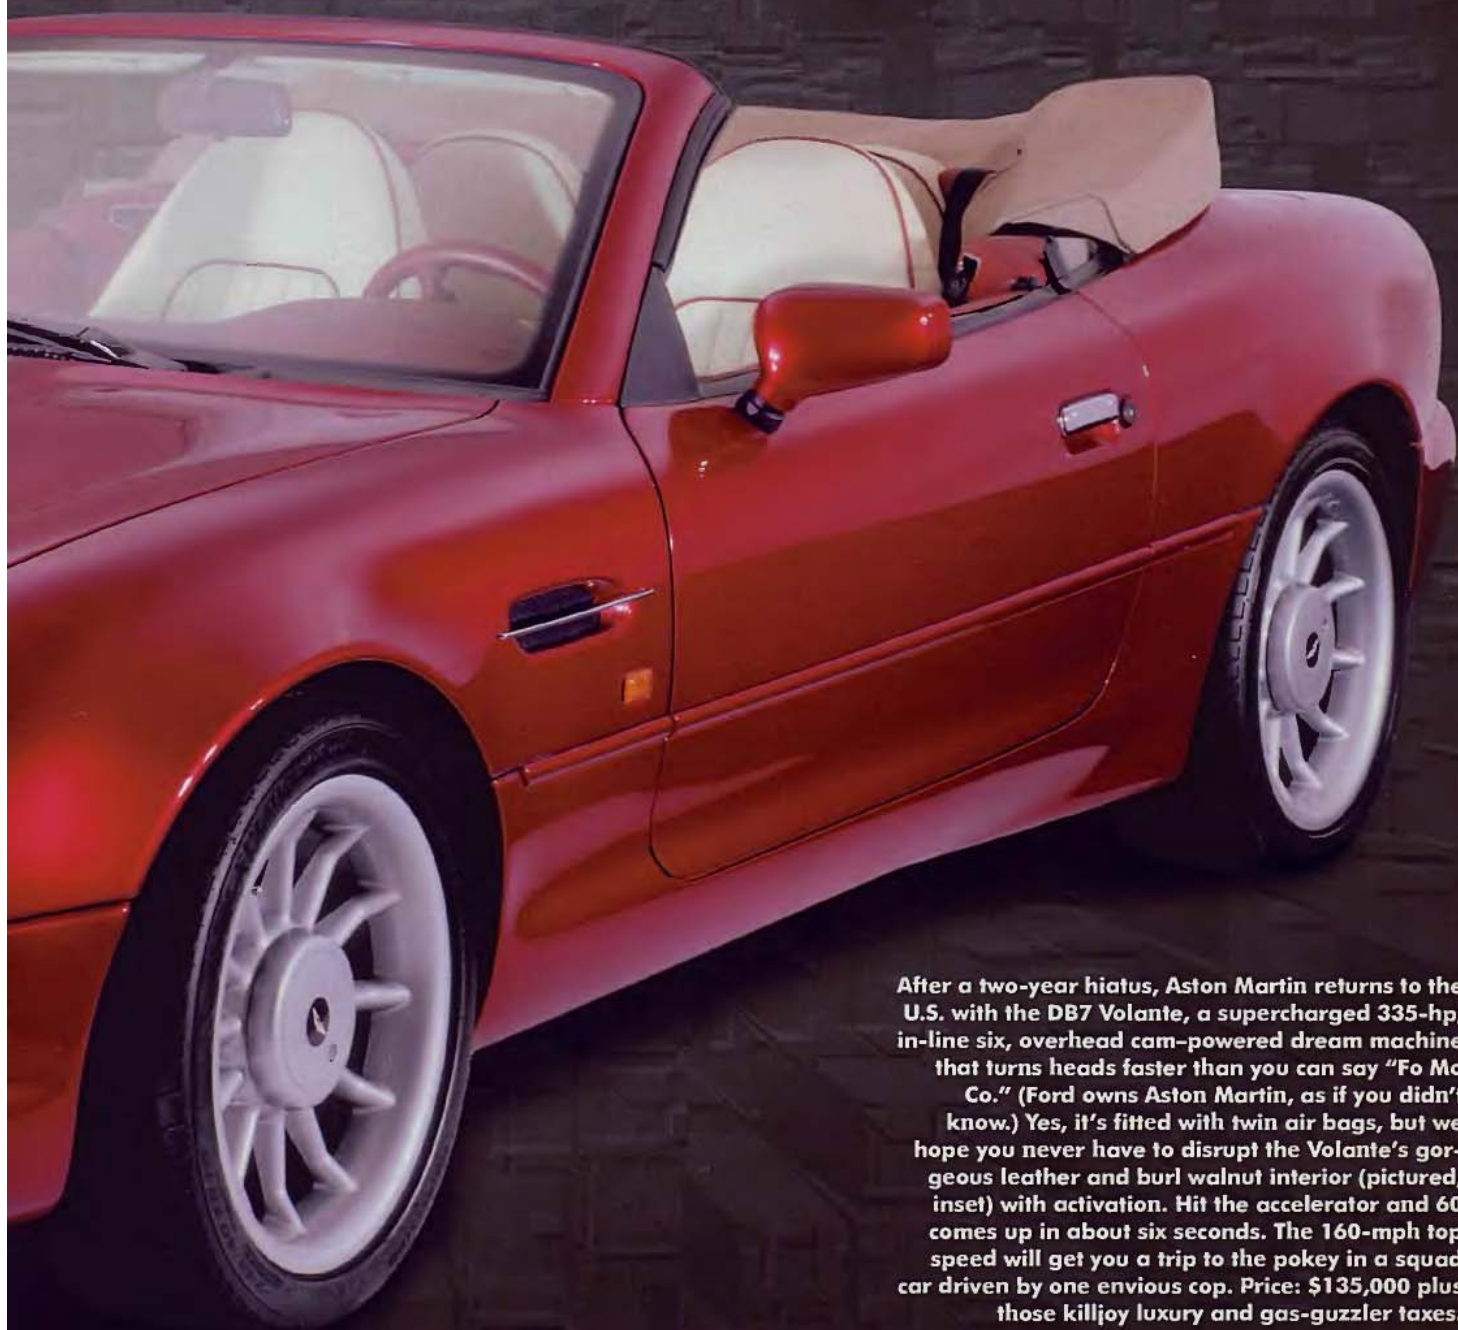 After a two-year hiatus, Aston Martin returns to the
U.S. with the DB7 Volante, a supercharged 335-hp,
in-line six, overhead cam–powered dream machine
that turns heads faster than you can say “Fo Mo
Co.” (Ford owns Aston Martin, as if you didn’t
know.) Yes, it’s fitted with twin air bags, but we
hope you never have to disrupt the Volante’s gor-
geous leather and burl walnut interior (pictured,
inset) with activation. Hit the accelerator and 60
comes up in about six seconds. The 160-mph top
speed will get you a trip to the pokey in a squad
car driven by one envious cop. Price: $135,000 plus
those killjoy luxury and gas-guzzler taxes.